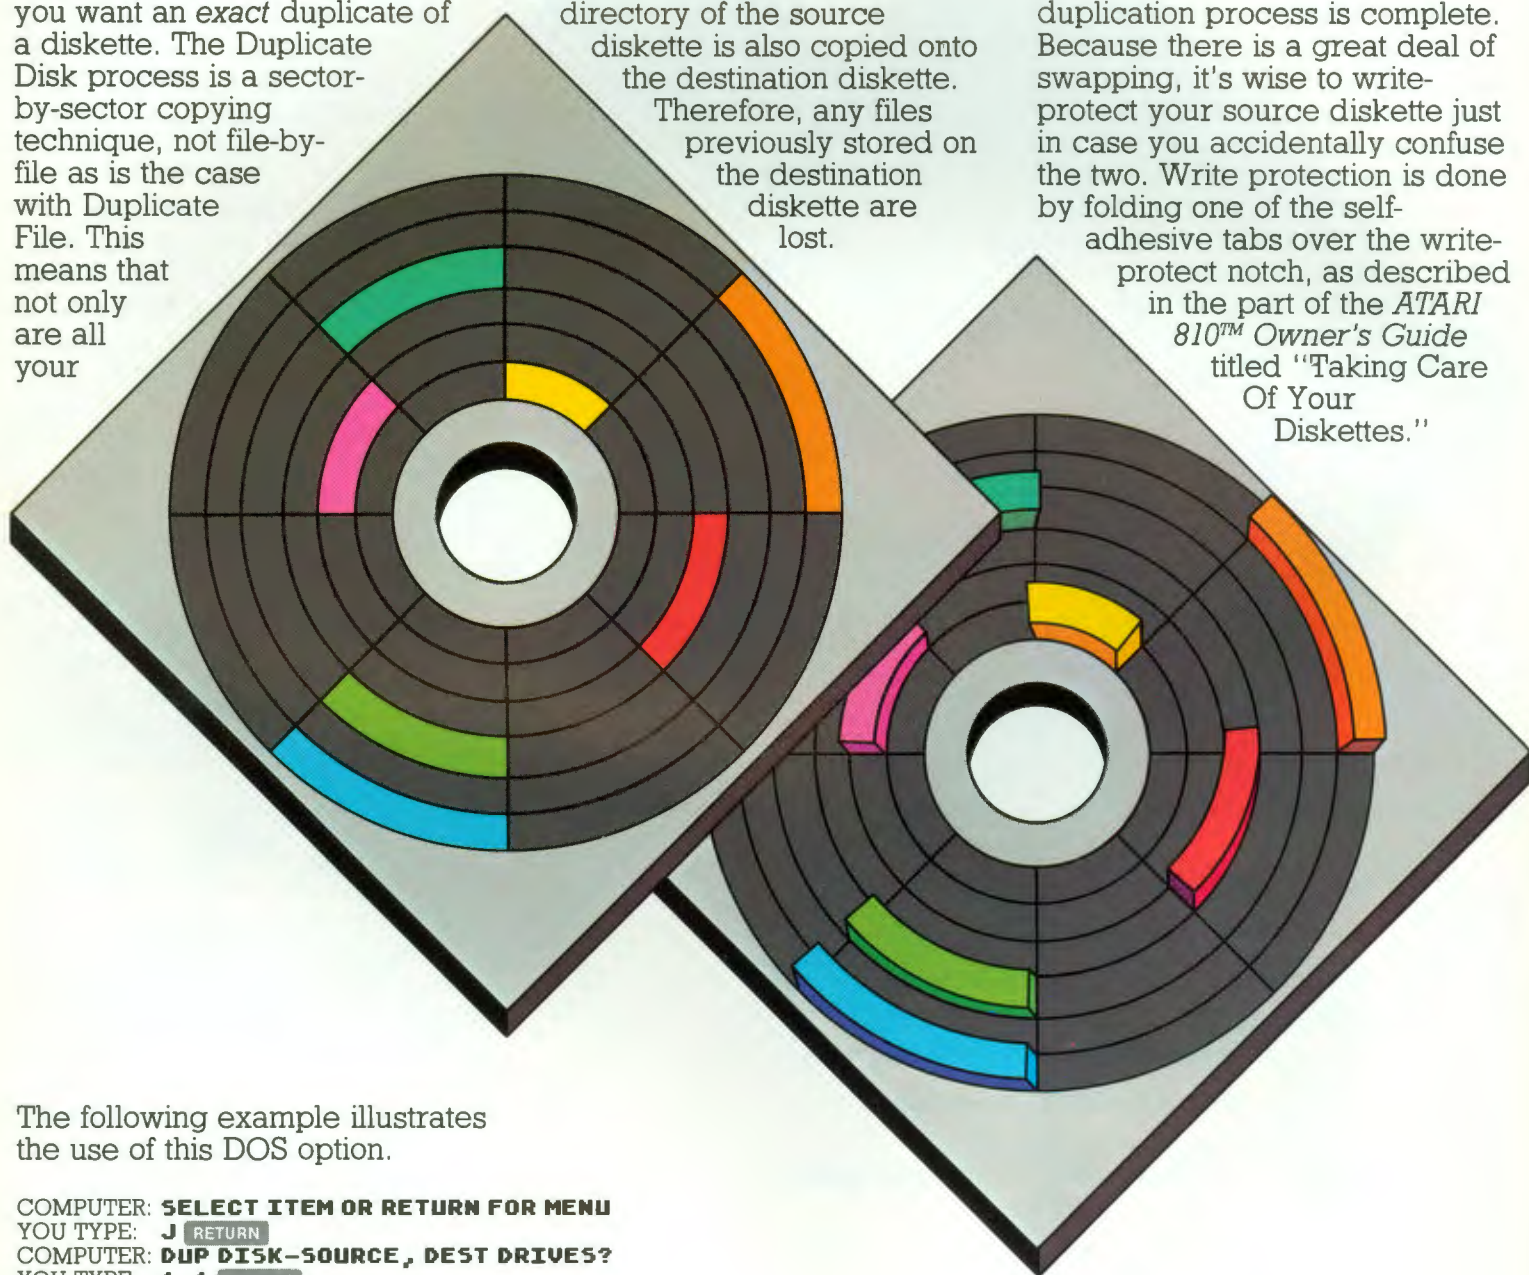 you want an exact duplicate of
a diskette. The Duplicate
Disk process is a sector-
by-sector copying
technique, not file-by-
file as is the case
with Duplicate
File. This
means that
not only
are all
your
directory of the source
diskette is also copied onto
the destination diskette.
Therefore, any files
previously stored on
the destination
diskette are
lost.
duplication process is complete.
Because there is a great deal of
swapping, it's wise to write-
protect your source diskette just
in case you accidentally confuse
the two. Write protection is done
by folding one of the self-
adhesive tabs over the write-
protect notch, as described
in the part of the ATARI
810™ Owner's Guide
titled "Taking Care
Of Your
Diskettes."
The following example illustrates
the use of this DOS option.
COMPUTER: SELECT ITEM OR RETURN FOR MENU
YOU TYPE: J RETURN
COMPUTER: DUP DISK-SOURCE, DEST DRIVES?